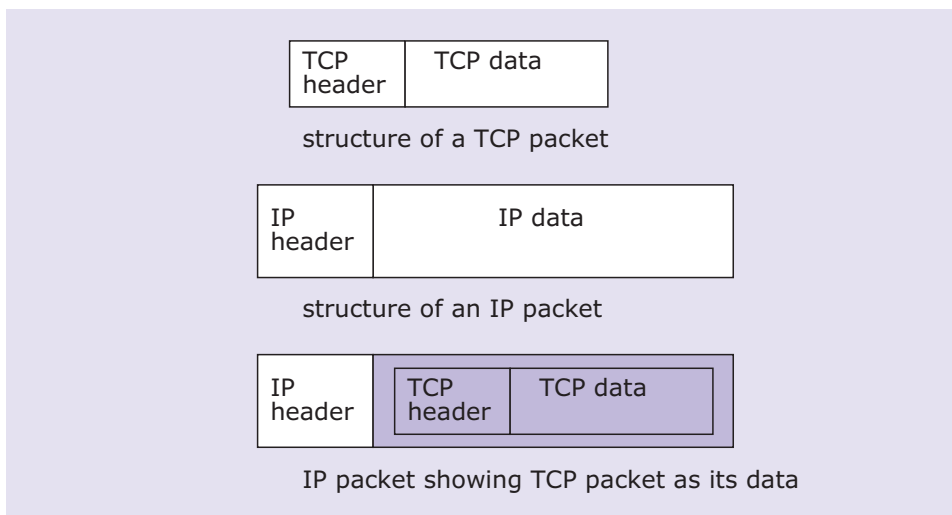 TCP header
TCP data
structure of a TCP packet
IP header
IP data
structure of an IP packet
IP header
TCP header
TCP data
IP packet showing TCP packet as its data